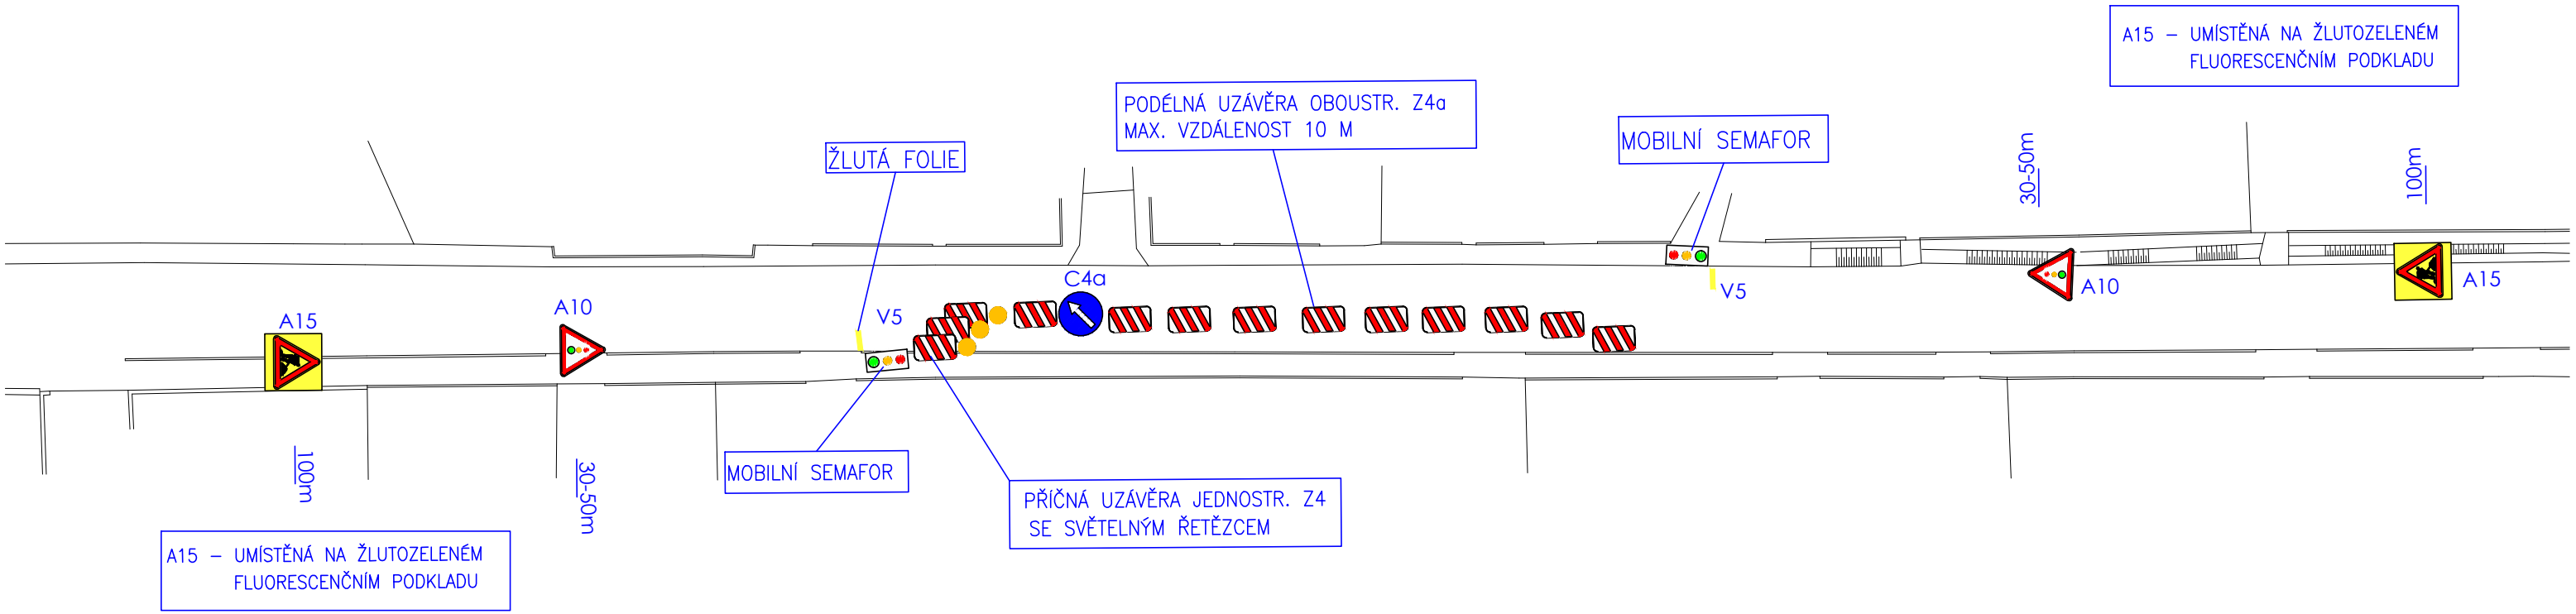 A15 - UMÍSTĚNÁ NA ŽLUTOZELENÉM
FLUORESCENČNÍM PODKLADU
PODÉLNÁ UZÁVĚRA OBOUSTR. Z4a
MAX. VZDÁLENOST 10 M
MOBILNÍ SEMAFOR
ŽLUTÁ FOLIE
30-50m
100m
C4a
A15
A10
V5
V5
A10
A15
100m
30-50m
MOBILNÍ SEMAFOR
PŘÍČNÁ UZÁVĚRA JEDNOSTR. Z4
SE SVĚTELNÝM ŘETĚZCEM
A15 - UMÍSTĚNÁ NA ŽLUTOZELENÉM
FLUORESCENČNÍM PODKLADU